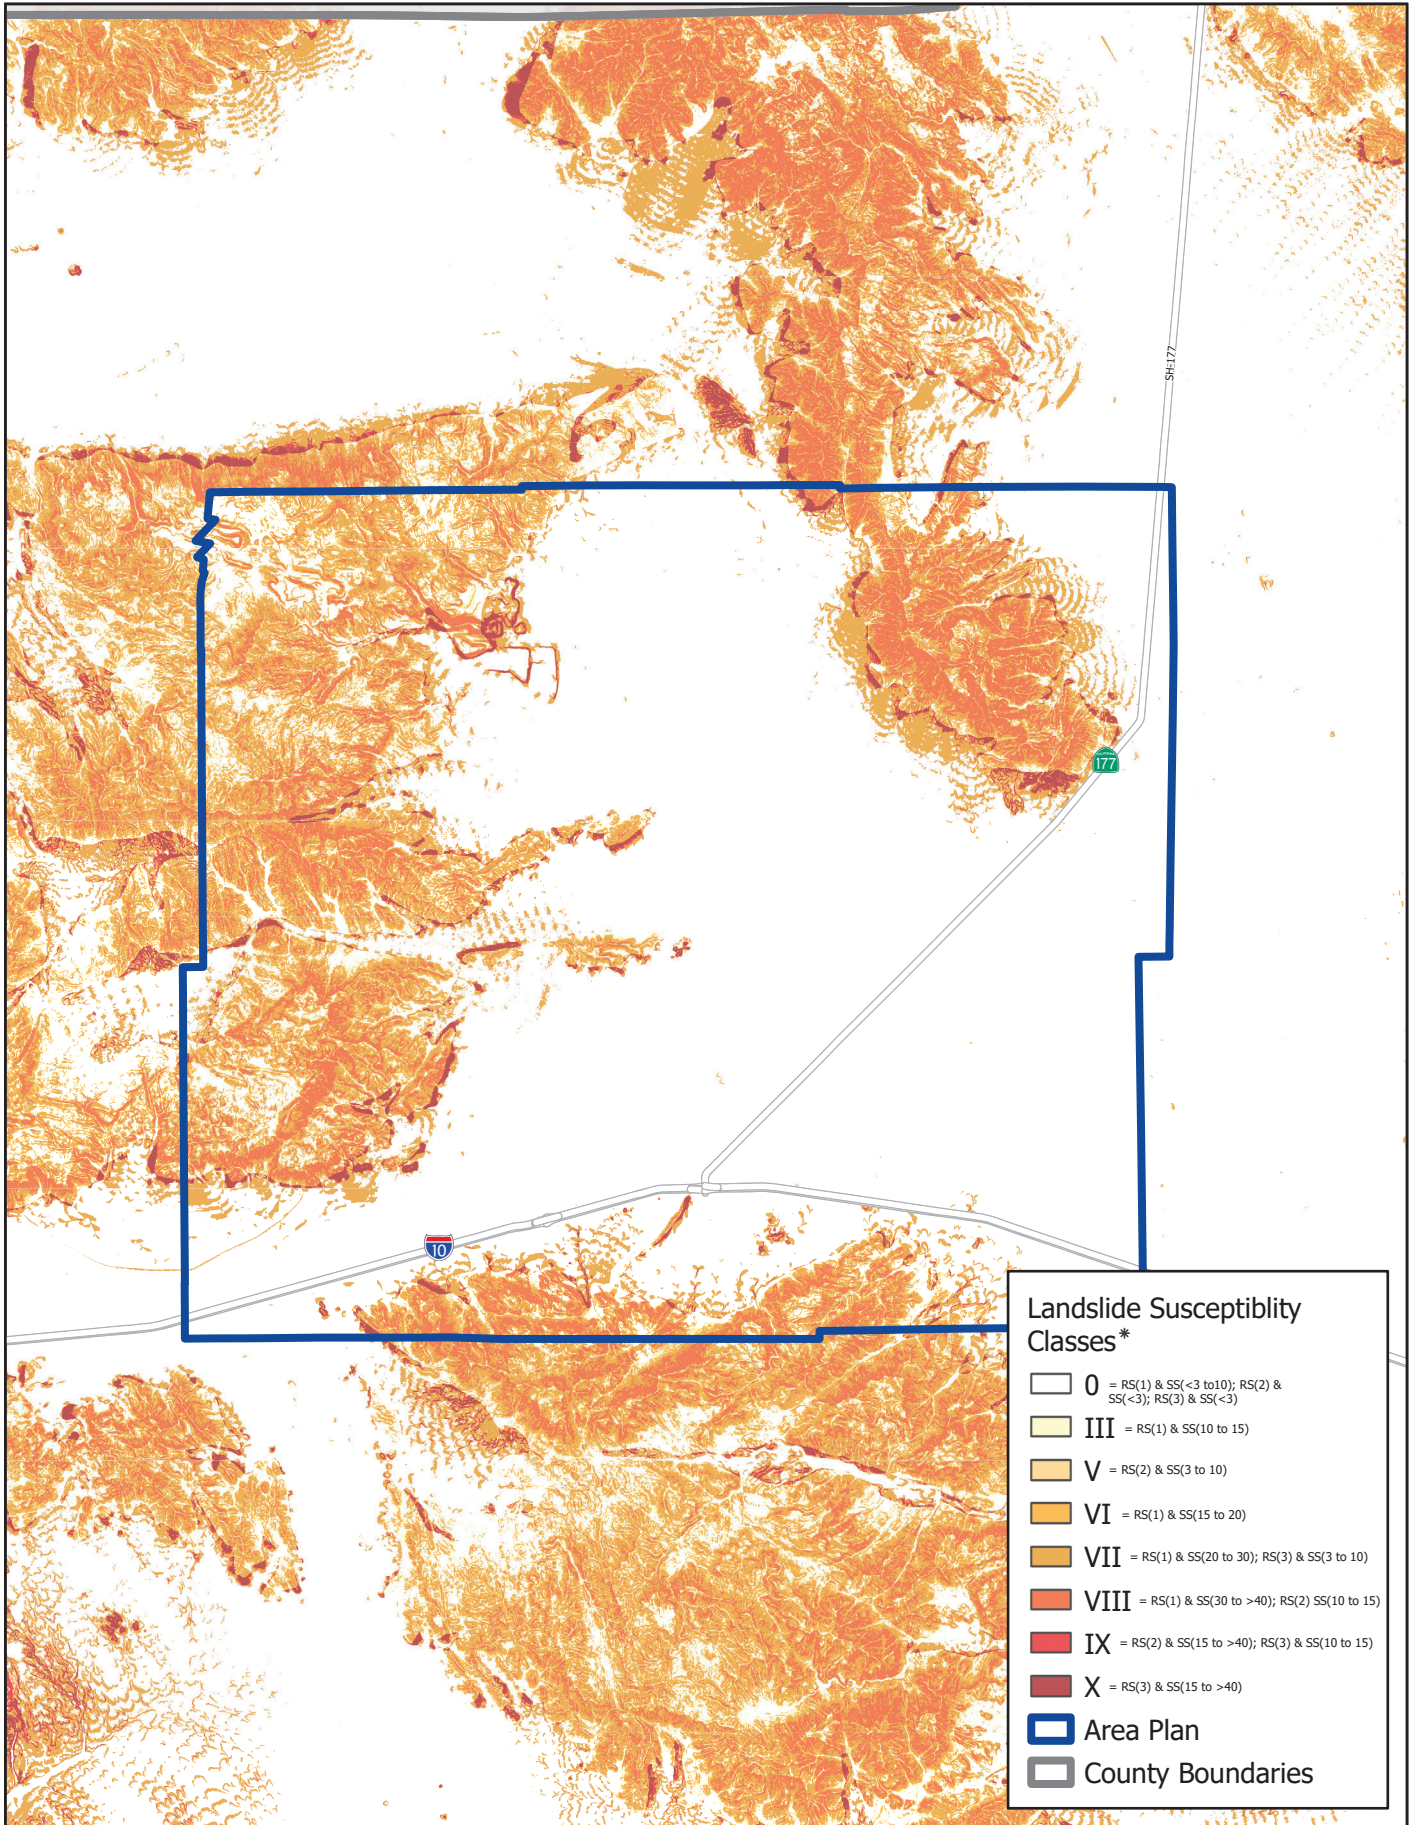 SH-177
177
10
Landslide Susceptiblity
Classes*
0 = RS(1) & SS(<3 to10); RS(2) &
SS(<3); RS(3) & SS(<3)
III = RS(1) & SS(10 to 15)
V = RS(2) & SS(3 to 10)
VI = RS(1) & SS(15 to 20)
VII = RS(1) & SS(20 to 30); RS(3) & SS(3 to 10)
VIII = RS(1) & SS(30 to >40); RS(2) SS(10 to 15)
IX = RS(2) & SS(15 to >40); RS(3) & SS(10 to 15)
X = RS(3) & SS(15 to >40)
Area Plan
County Boundaries